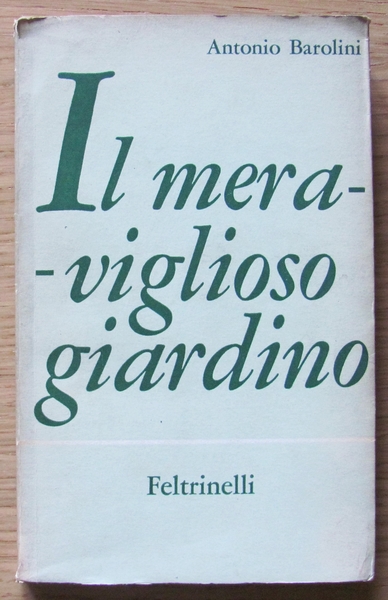 Antonio Barolini
Il mera-
-viglioso
giardino
Feltrinelli